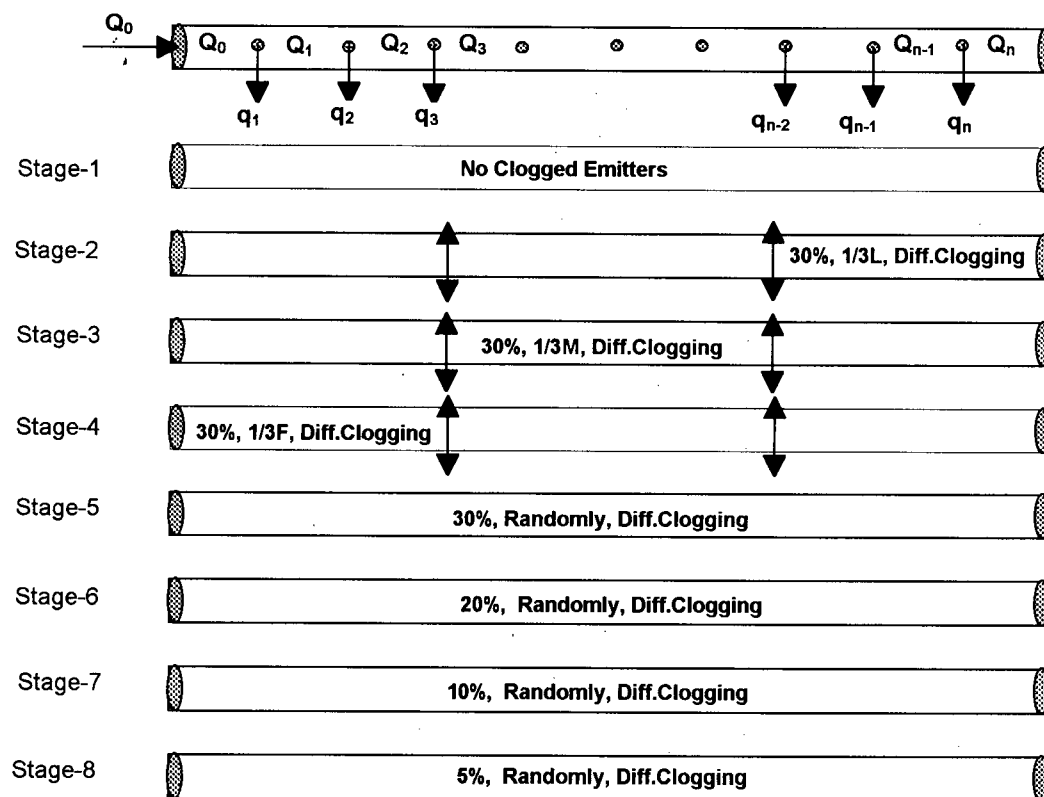 Q₀
Q₀ Q₁ Q₂ Q₃ Qₙ₋₁ Qₙ
q₁ q₂ q₃ qₙ₋₂ qₙ₋₁ qₙ
Stage-1 No Clogged Emitters
Stage-2 30%, 1/3L, Diff.Clogging
Stage-3 30%, 1/3M, Diff.Clogging
Stage-4 30%, 1/3F, Diff.Clogging
Stage-5 30%, Randomly, Diff.Clogging
Stage-6 20%, Randomly, Diff.Clogging
Stage-7 10%, Randomly, Diff.Clogging
Stage-8 5%, Randomly, Diff.Clogging